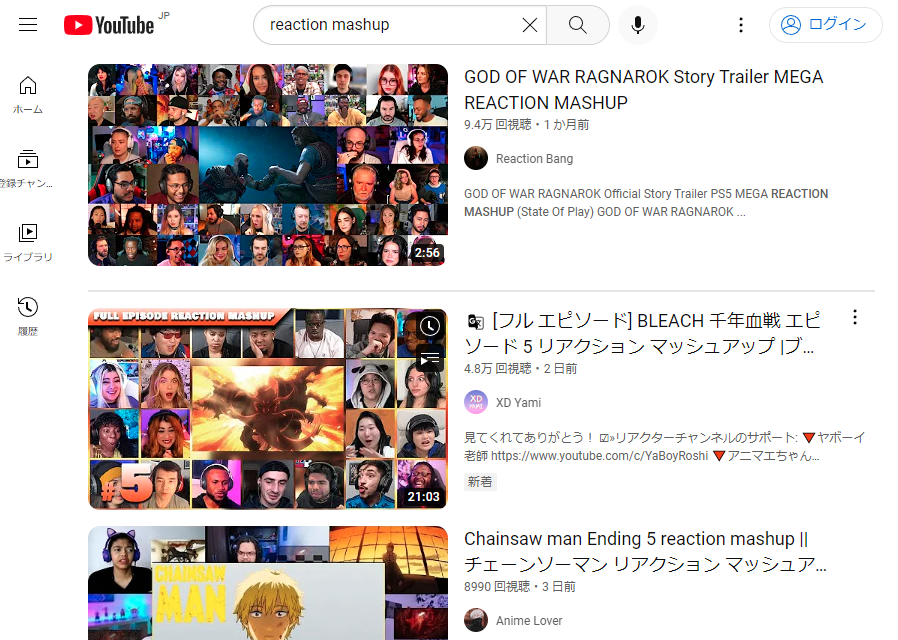 YouTube JP
reaction mashup
ログイン
ホーム
登録チャン...
ライブラリ
履歴
2:56
GOD OF WAR RAGNAROK Story Trailer MEGA
REACTION MASHUP
9.4万 回視聴・1 か月前
Reaction Bang
GOD OF WAR RAGNAROK Official Story Trailer PS5 MEGA REACTION
MASHUP (State Of Play) GOD OF WAR RAGNAROK ...
FULL EPISODE REACTION MASHUP
#5
21:03
[フル エピソード] BLEACH 千年血戦 エピ
ソード 5 リアクション マッシュアップ |ブ...
4.8万 回視聴・2 日前
XD YAMI
XD Yami
見てくれてありがとう！ ☑»リアクターチャンネルのサポート: 🔻ヤボーイ
老師 https://www.youtube.com/c/YaBoyRoshi 🔻アニマエちゃん...
新着
CHAINSAW
MAN
Chainsaw man Ending 5 reaction mashup ||
チェーンソーマン リアクション マッシュア...
8990 回視聴・3 日前
Anime Lover